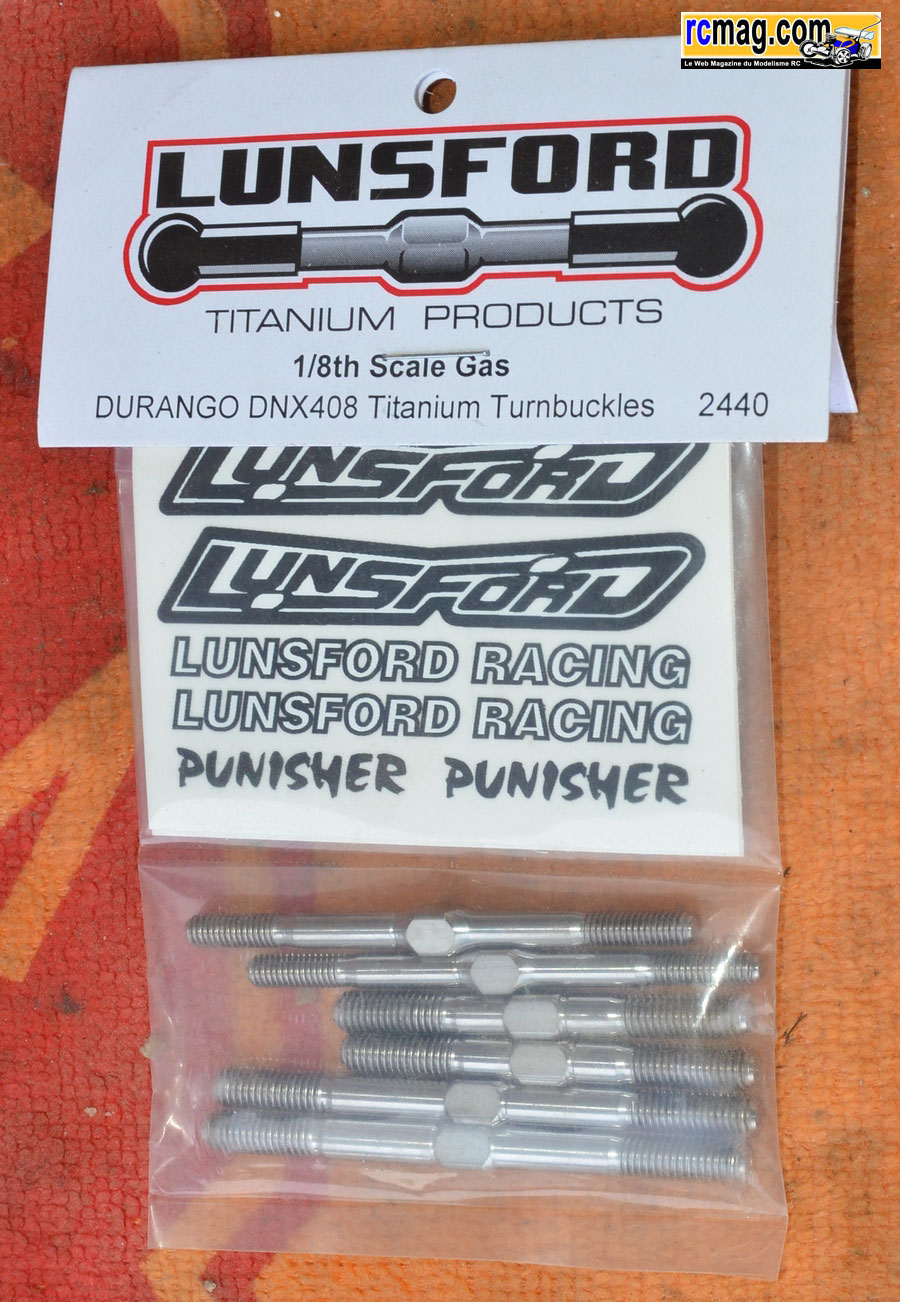 rcmag.com
Le Web Magazine du Modelisme RC
LUNSFORD
TITANIUM PRODUCTS
1/8th Scale Gas
DURANGO DNX408 Titanium Turnbuckles 2440
LUNSFORD
LUNSFORD
LUNSFORD RACING
LUNSFORD RACING
PUNISHER PUNISHER